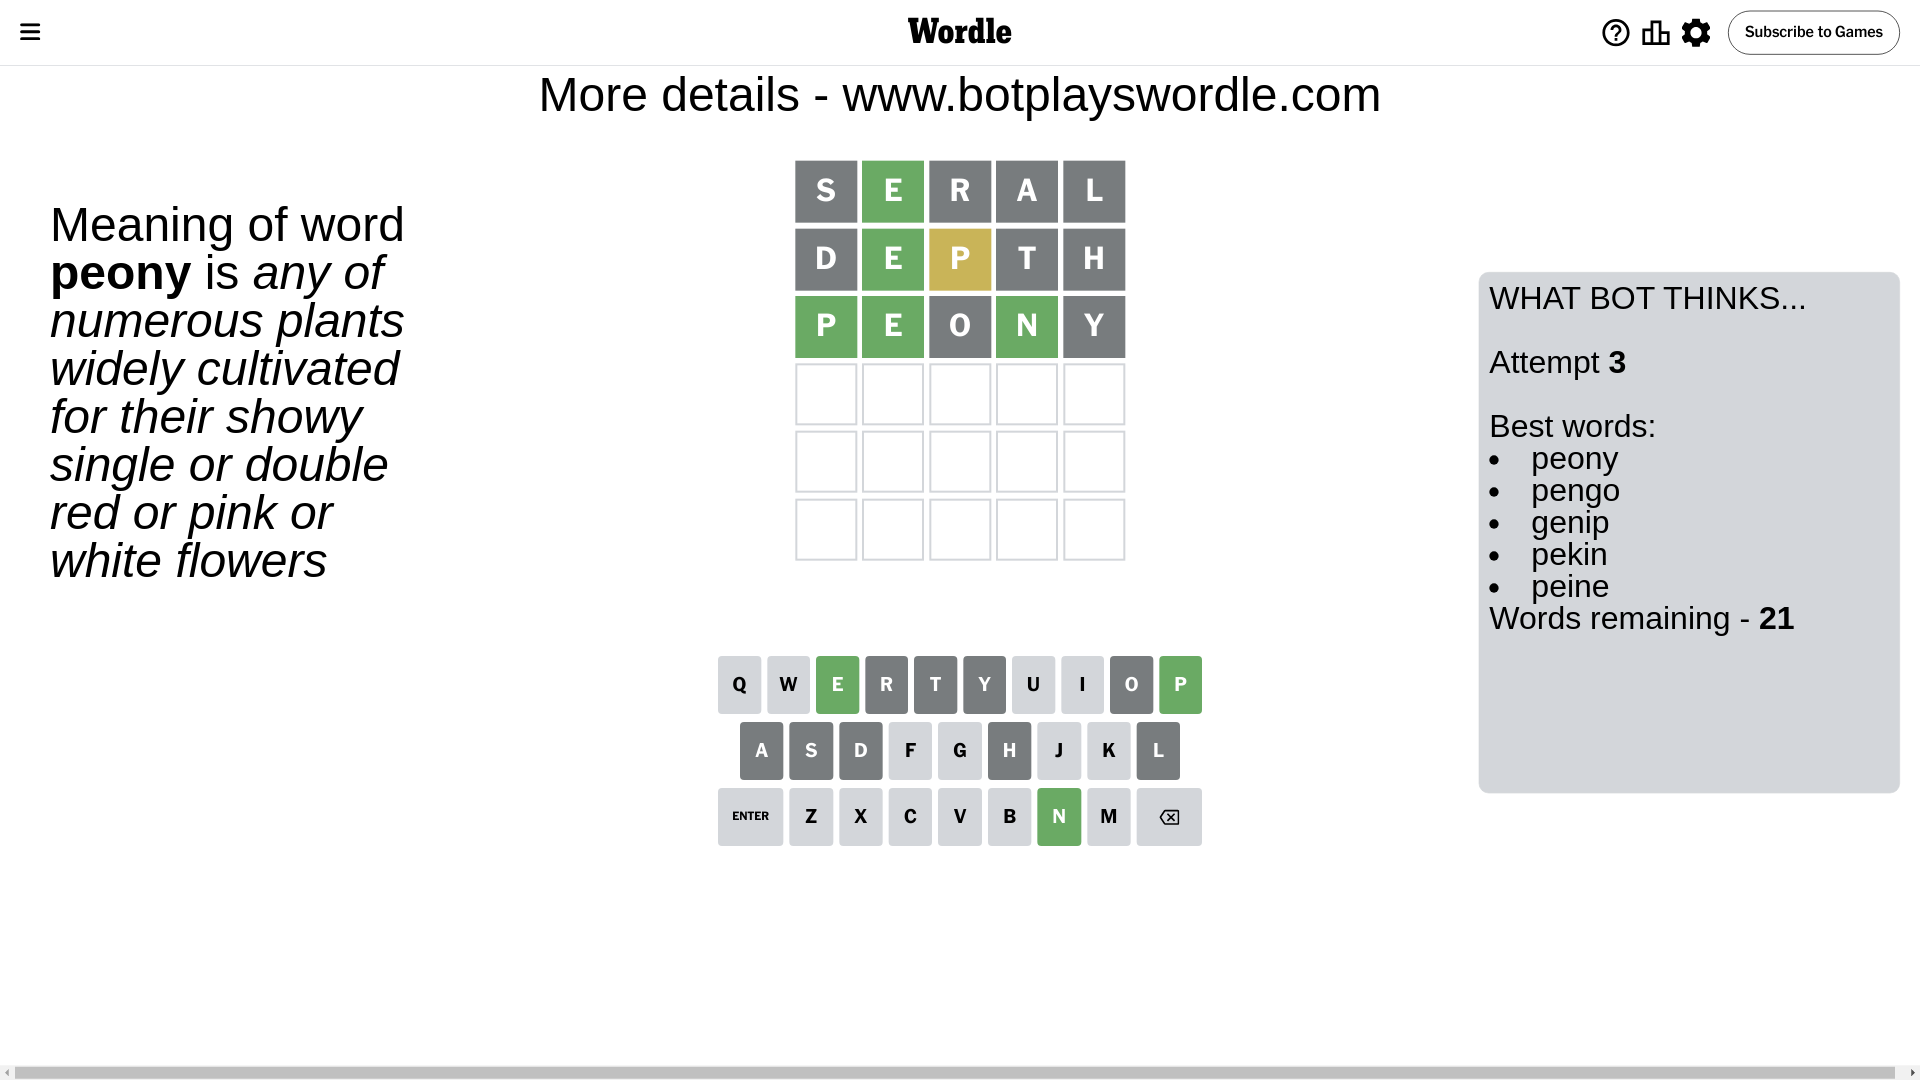 Wordle
Subscribe to Games
More details - www.botplayswordle.com
Meaning of word
peony is any of
numerous plants
widely cultivated
for their showy
single or double
red or pink or
white flowers
S E R A L
D E P T H
P E O N Y
WHAT BOT THINKS...
Attempt 3
Best words:
• peony
• pengo
• genip
• pekin
• peine
Words remaining - 21
Q W E R T Y U I O P
A S D F G H J K L
ENTER Z X C V B N M